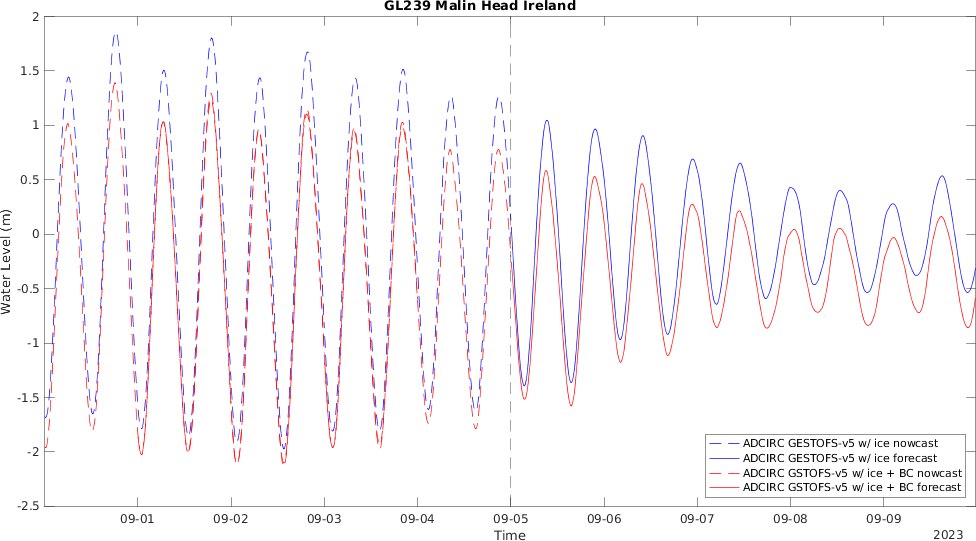 GL239 Malin Head Ireland
2
1.5
1
0.5
0
-0.5
-1
-1.5
-2
-2.5
Water Level (m)
ADCIRC GESTOFS-v5 w/ ice nowcast
ADCIRC GESTOFS-v5 w/ ice forecast
ADCIRC GSTOFS-v5 w/ ice + BC nowcast
ADCIRC GSTOFS-v5 w/ ice + BC forecast
09-01 09-02 09-03 09-04 09-05 09-06 09-07 09-08 09-09
Time
2023